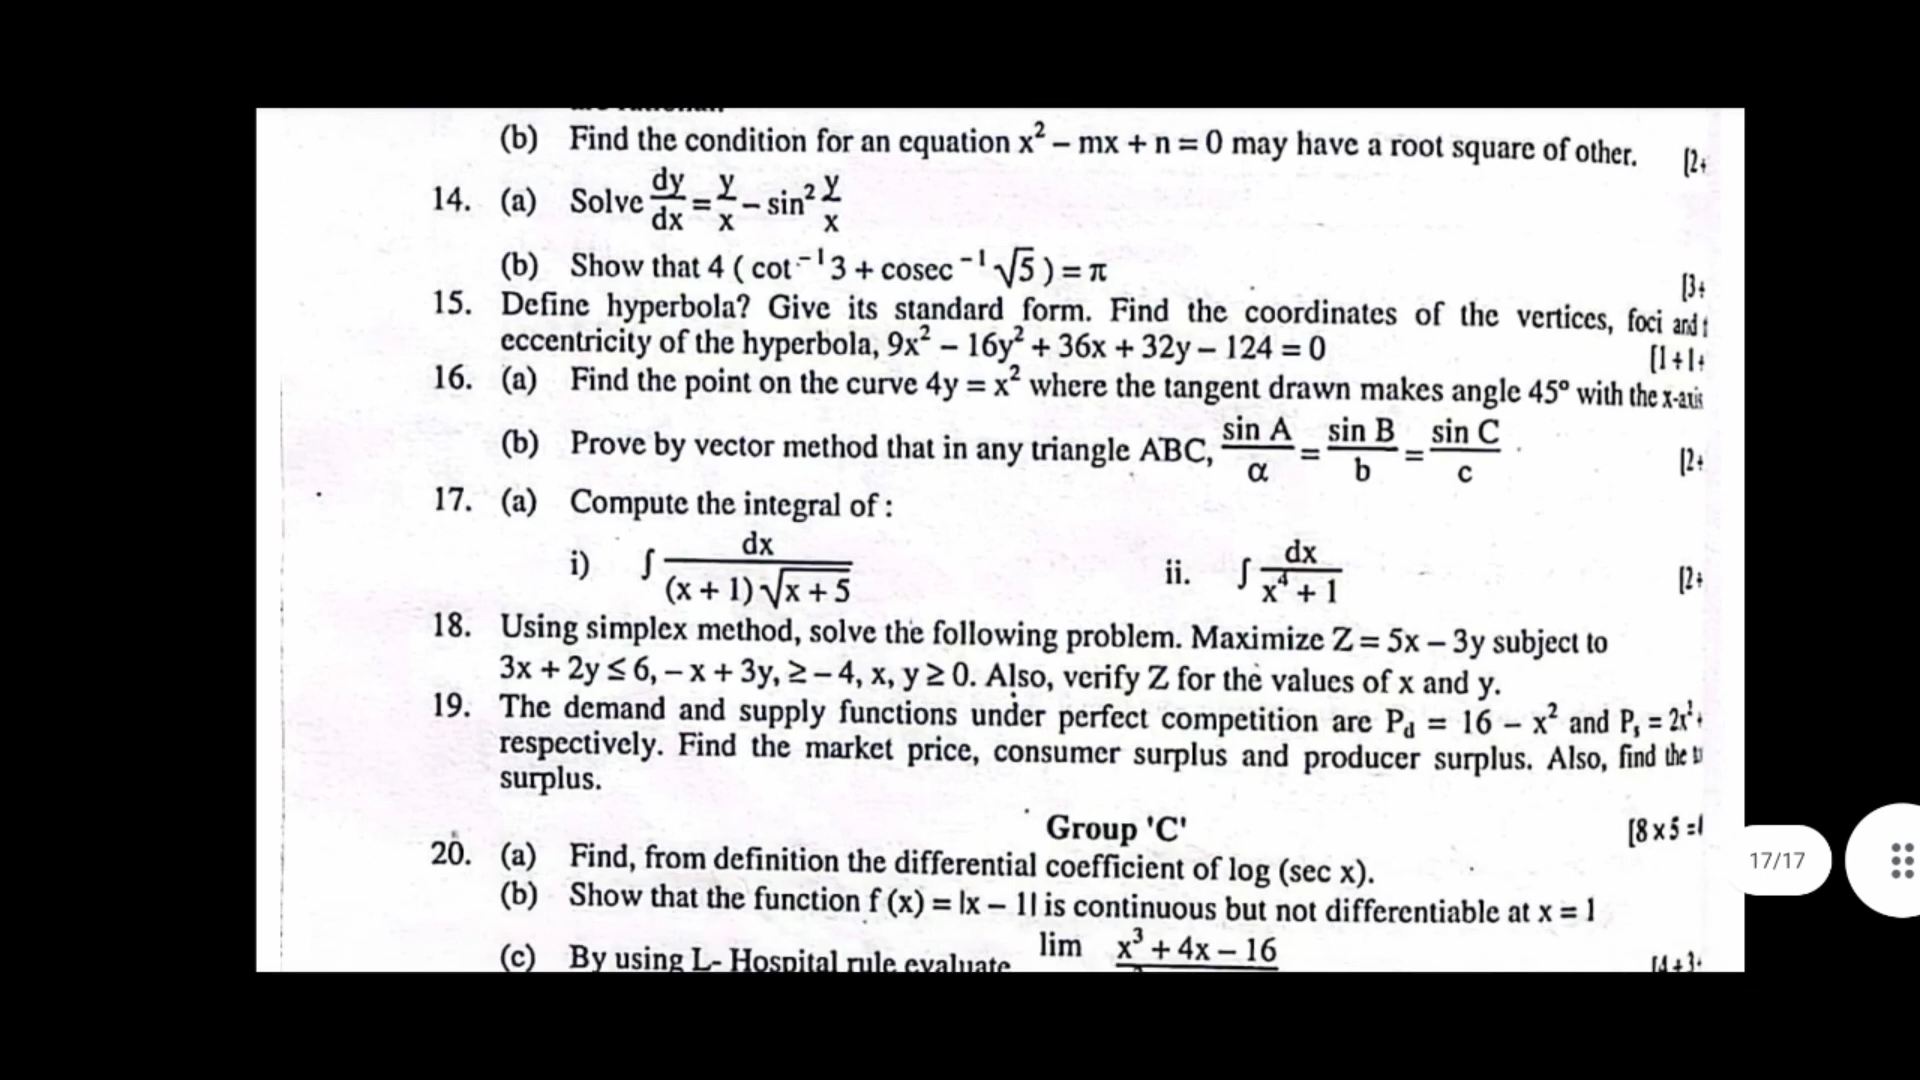 (b) Find the condition for an equation x² – mx + n = 0 may have a root square of other. [2+
14. (a) Solve dy/dx = y/x – sin² y/x
(b) Show that 4 ( cot⁻¹3 + cosec⁻¹√5 ) = π [3+
15. Define hyperbola? Give its standard form. Find the coordinates of the vertices, foci and
eccentricity of the hyperbola, 9x² – 16y² + 36x + 32y – 124 = 0 [1+1+
16. (a) Find the point on the curve 4y = x² where the tangent drawn makes angle 45° with the x-axis
(b) Prove by vector method that in any triangle ABC, sin A/α = sin B/b = sin C/c [2+
17. (a) Compute the integral of :
i) ∫ dx/(x + 1)√x + 5 ii. ∫ dx/x⁴ + 1 [2+
18. Using simplex method, solve the following problem. Maximize Z = 5x – 3y subject to
3x + 2y ≤ 6, – x + 3y, ≥ – 4, x, y ≥ 0. Also, verify Z for the values of x and y.
19. The demand and supply functions under perfect competition are P_d = 16 – x² and P_s =
respectively. Find the market price, consumer surplus and producer surplus. Also, find the
surplus.
Group 'C' [8 x 5 =
17/17
20. (a) Find, from definition the differential coefficient of log (sec x).
(b) Show that the function f (x) = |x – 1| is continuous but not differentiable at x = 1
(c) By using L- Hospital rule evaluate lim x³ + 4x – 16 [4+3+